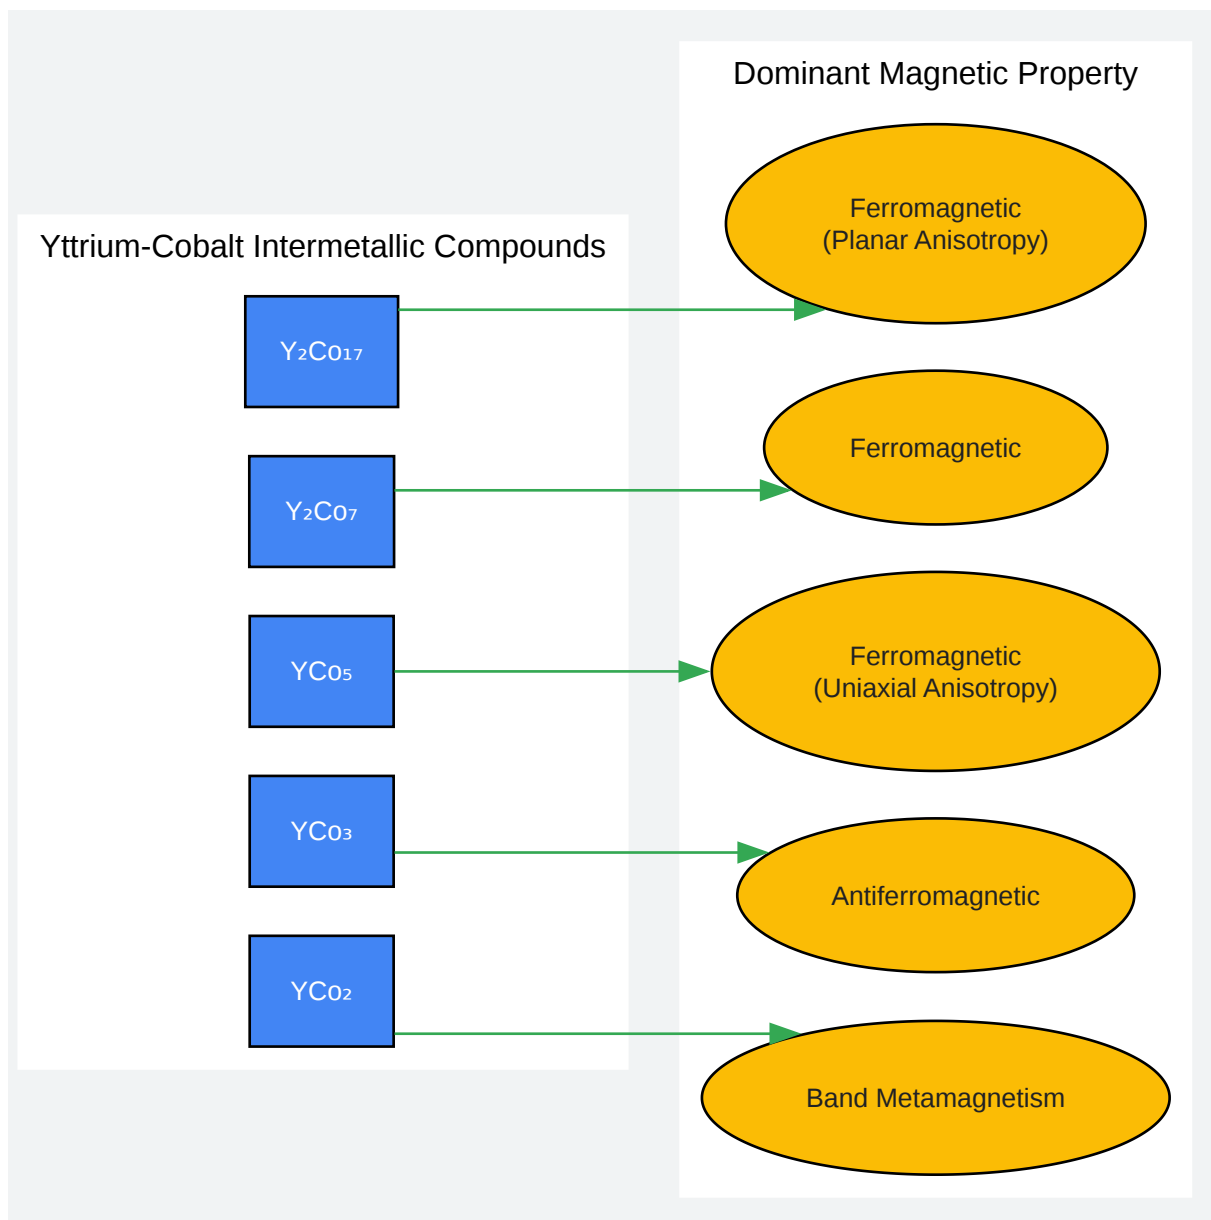 Dominant Magnetic Property
Ferromagnetic
(Planar Anisotropy)
Yttrium-Cobalt Intermetallic Compounds
Y₂Co₁₇
Ferromagnetic
Y₂Co₇
Ferromagnetic
(Uniaxial Anisotropy)
YCo₅
YCo₃
Antiferromagnetic
YCo₂
Band Metamagnetism